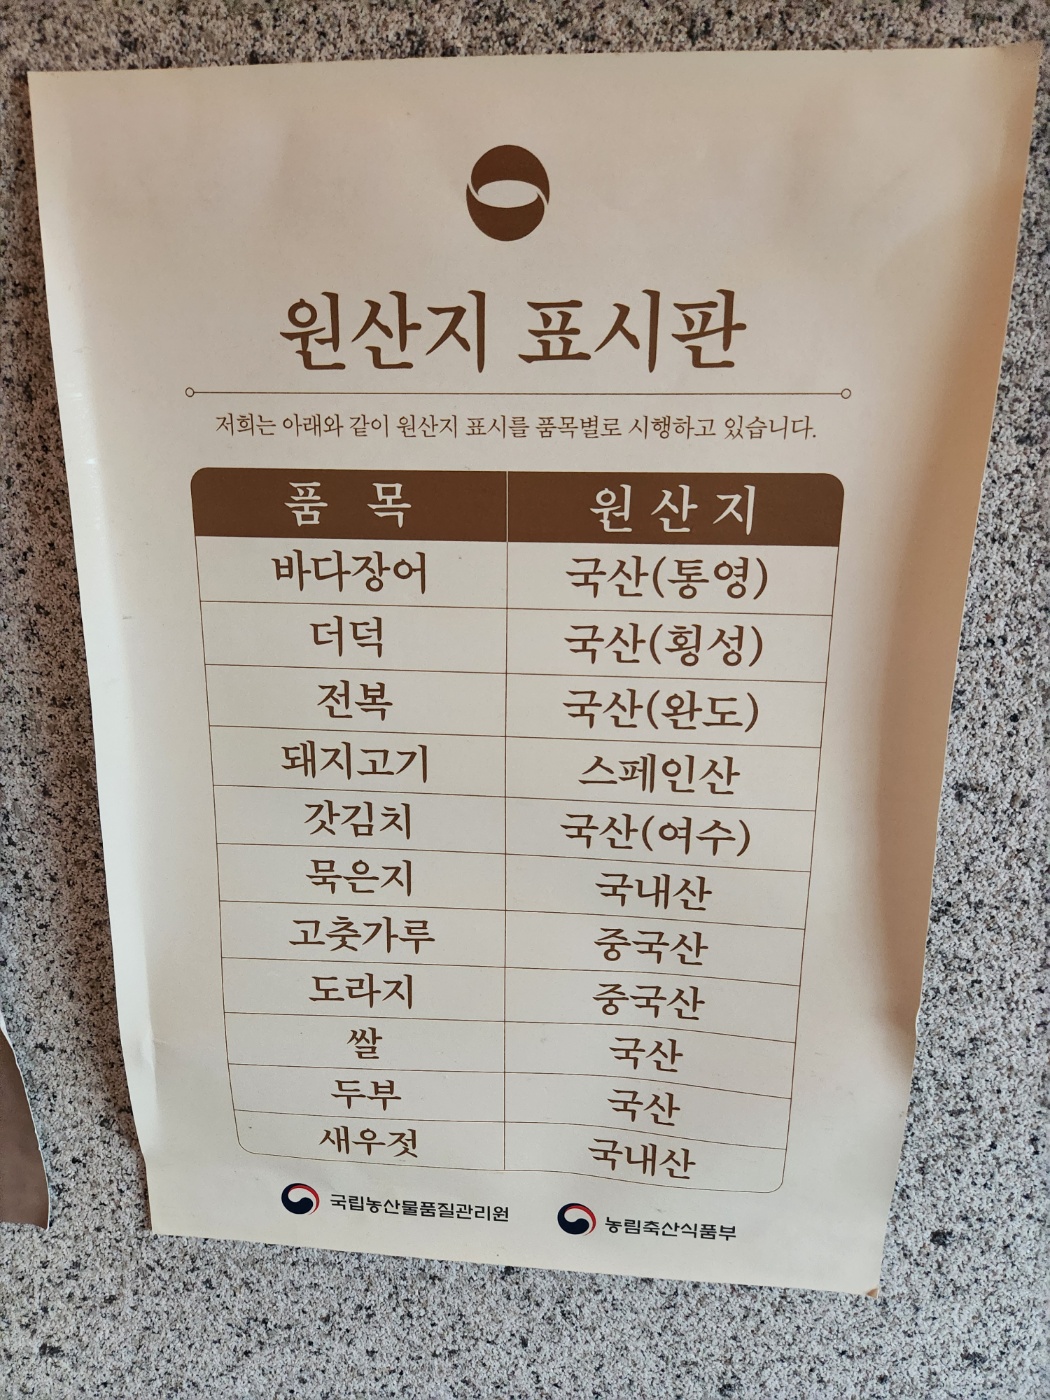 원산지 표시판
저희는 아래와 같이 원산지 표시를 품목별로 시행하고 있습니다.
품 목 원 산 지
바다장어 국산(통영)
더덕 국산(횡성)
전복 국산(완도)
돼지고기 스페인산
갓김치 국산(여수)
묵은지 국내산
고춧가루 중국산
도라지 중국산
쌀 국산
두부 국산
새우젓 국내산
국립농산물품질관리원 농림축산식품부